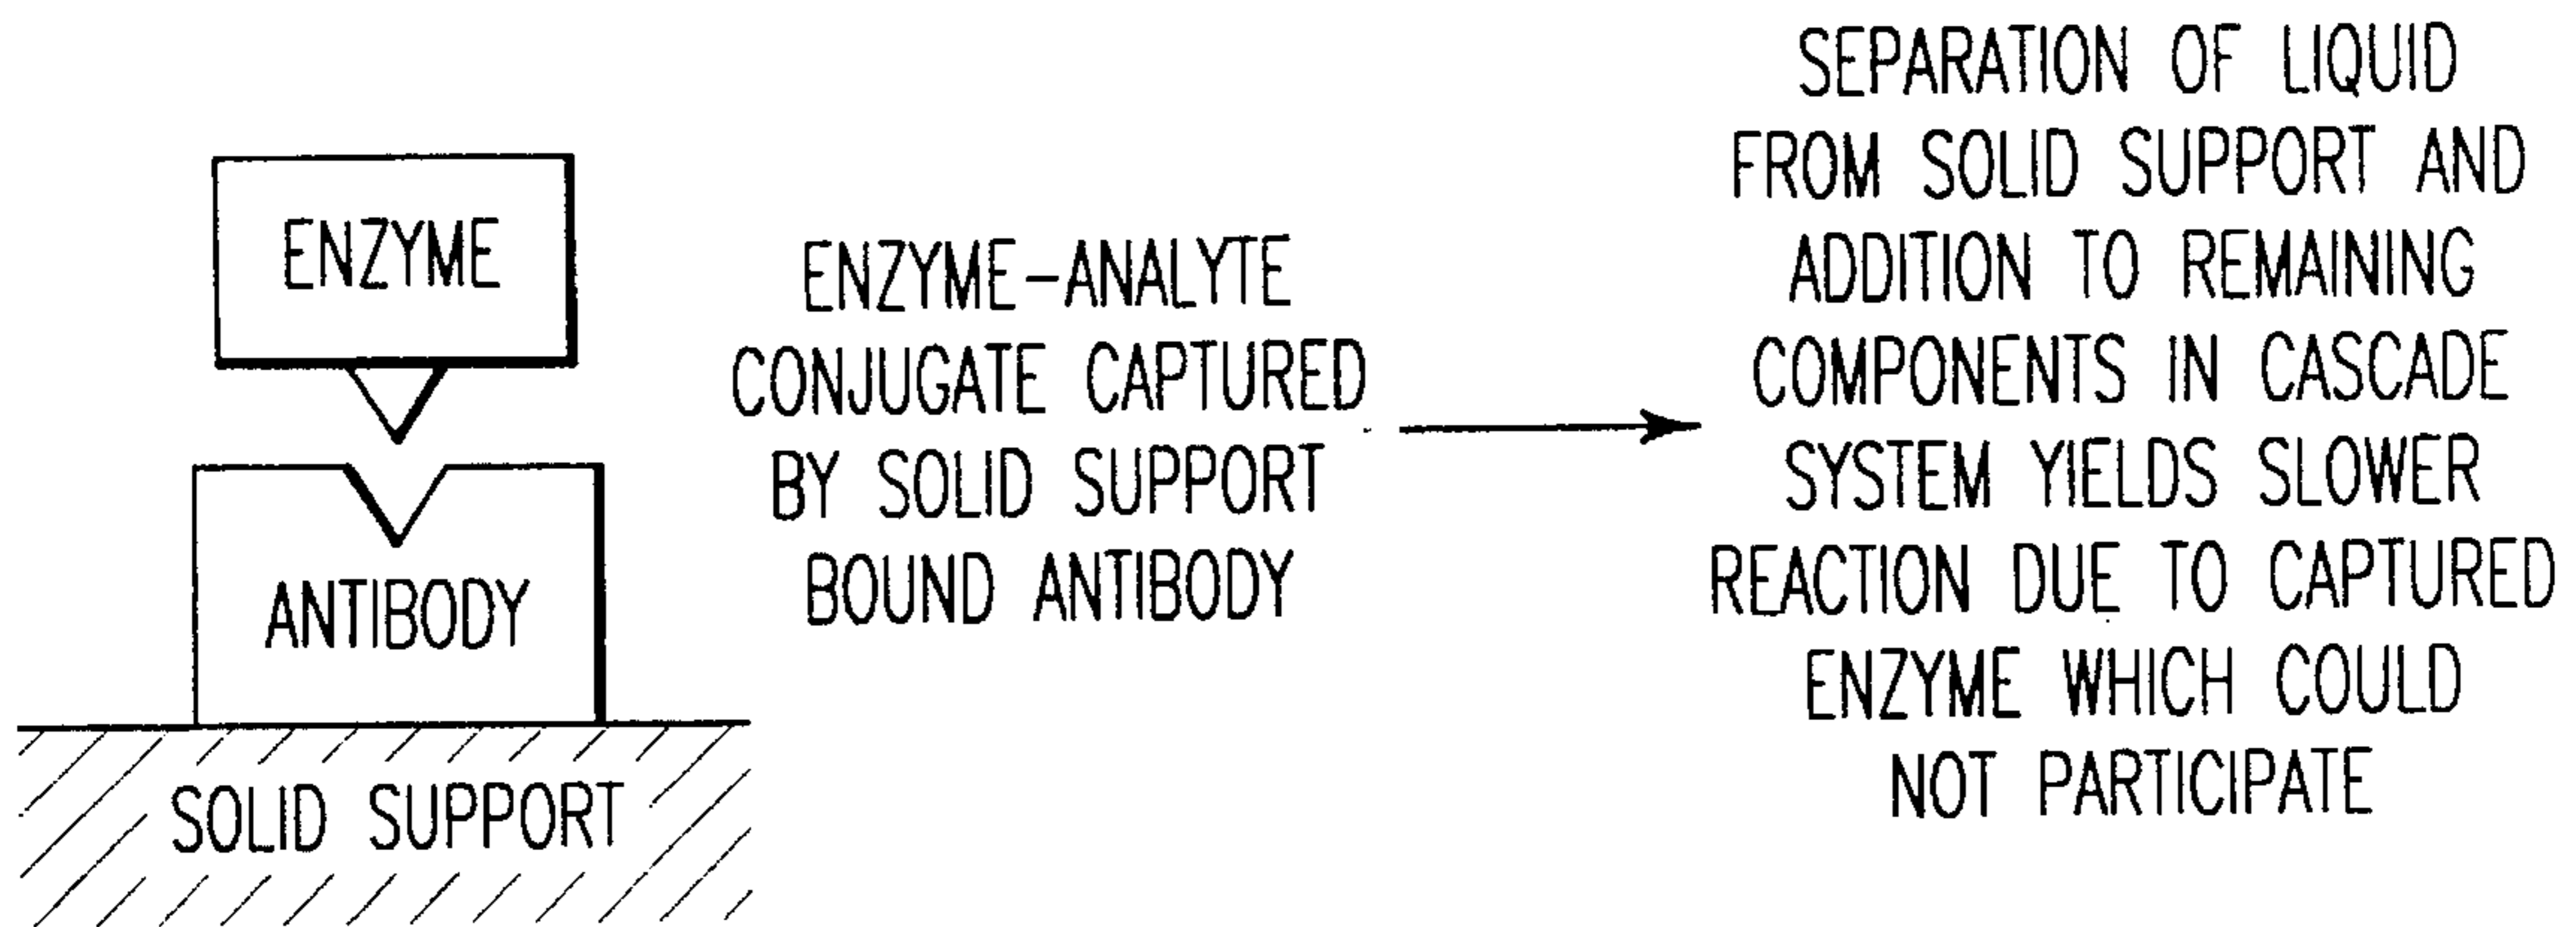 ENZYME
ANTIBODY
SOLID SUPPORT
ENZYME-ANALYTE
CONJUGATE CAPTURED
BY SOLID SUPPORT
BOUND ANTIBODY
SEPARATION OF LIQUID
FROM SOLID SUPPORT AND
ADDITION TO REMAINING
COMPONENTS IN CASCADE
SYSTEM YIELDS SLOWER
REACTION DUE TO CAPTURED
ENZYME WHICH COULD
NOT PARTICIPATE